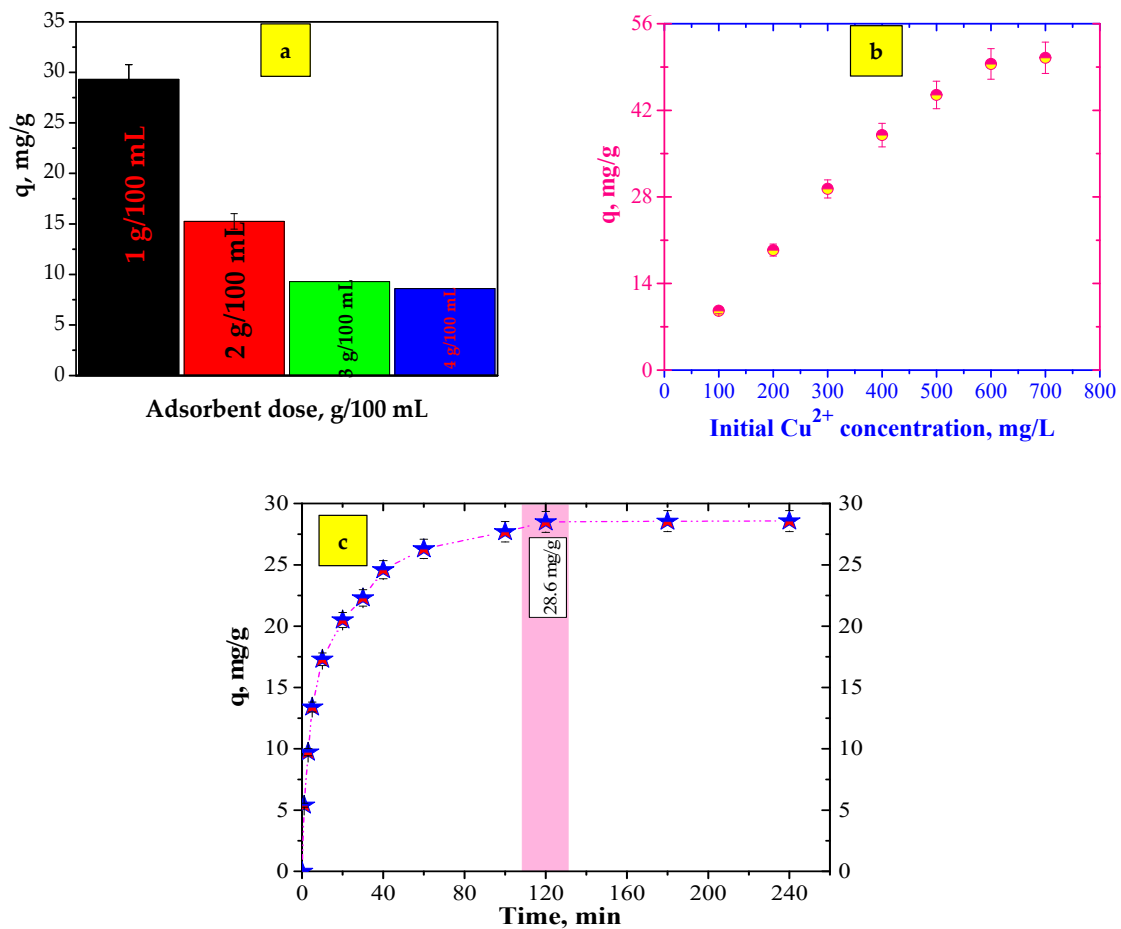 a
35
30
25
20
15
10
5
0
q, mg/g
1 g/100 mL
2 g/100 mL
3 g/100 mL
4 g/100 mL
Adsorbent dose, g/100 mL
b
56
42
28
14
0
q, mg/g
0 100 200 300 400 500 600 700 800
Initial Cu²⁺ concentration, mg/L
c
30
25
20
15
10
5
0
q, mg/g
28.6 mg/g
30
25
20
15
10
5
0
0 40 80 120 160 200 240
Time, min